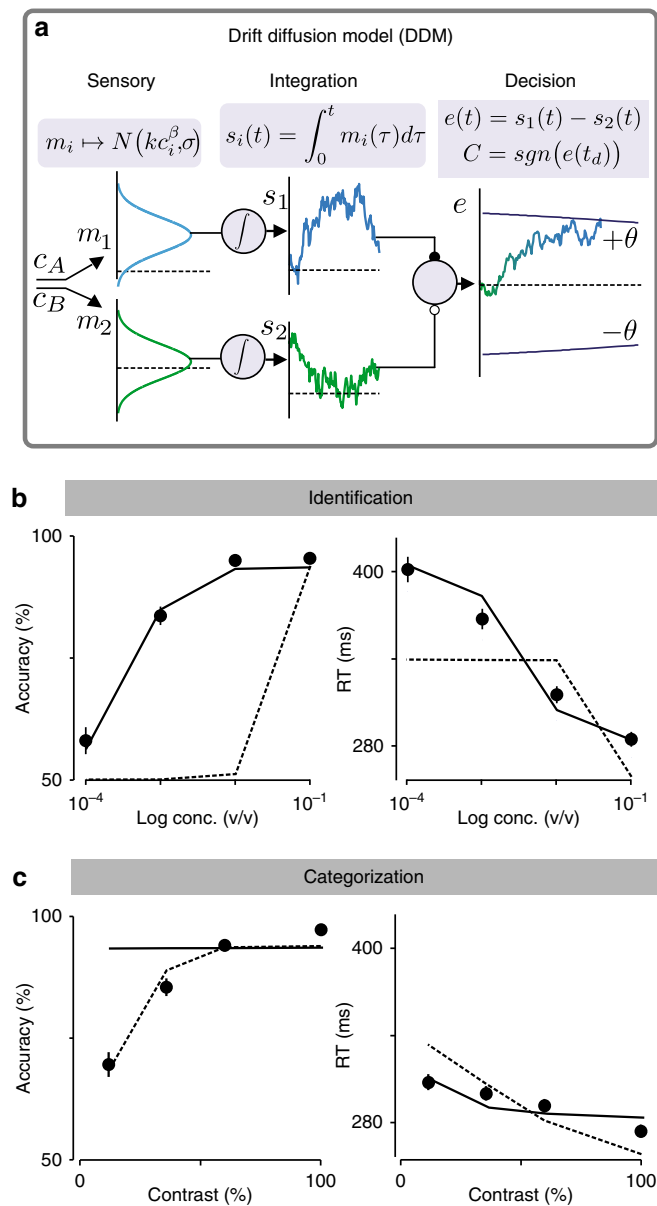 a
Drift diffusion model (DDM)
Sensory
Integration
Decision
m_i ↦ N(kc_i^β,σ)
s_i(t) = ∫_0^t m_i(τ)dτ
e(t) = s_1(t) − s_2(t)
C = sgn(e(t_d))
m_1
∫
s_1
e
+θ
c_A
c_B
m_2
∫
s_2
−θ
b
Identification
100
Accuracy (%)
50
10^−4
10^−1
Log conc. (v/v)
400
RT (ms)
280
10^−4
10^−1
Log conc. (v/v)
c
Categorization
100
Accuracy (%)
50
0
100
Contrast (%)
400
RT (ms)
280
0
100
Contrast (%)